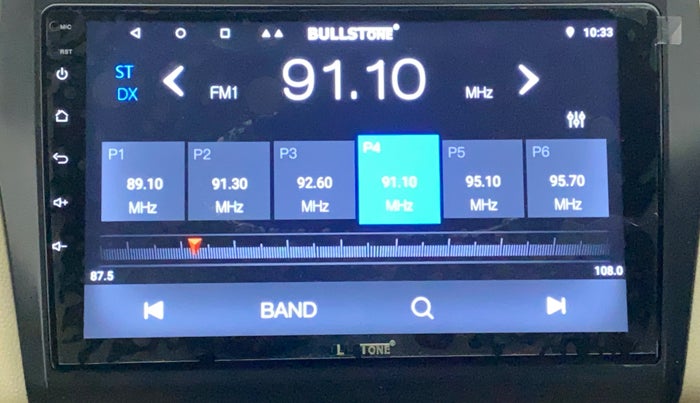 MIC
BULLSTONE®
10:33
RST
ST
DX
FM1
91.10
MHz
P1
89.10
MHz
P2
91.30
MHz
P3
92.60
MHz
P4
91.10
MHz
P5
95.10
MHz
P6
95.70
MHz
87.5
108.0
BAND
L TONE®